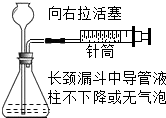 向右拉活塞
针筒
长颈漏斗中导管液
柱不下降或无气泡